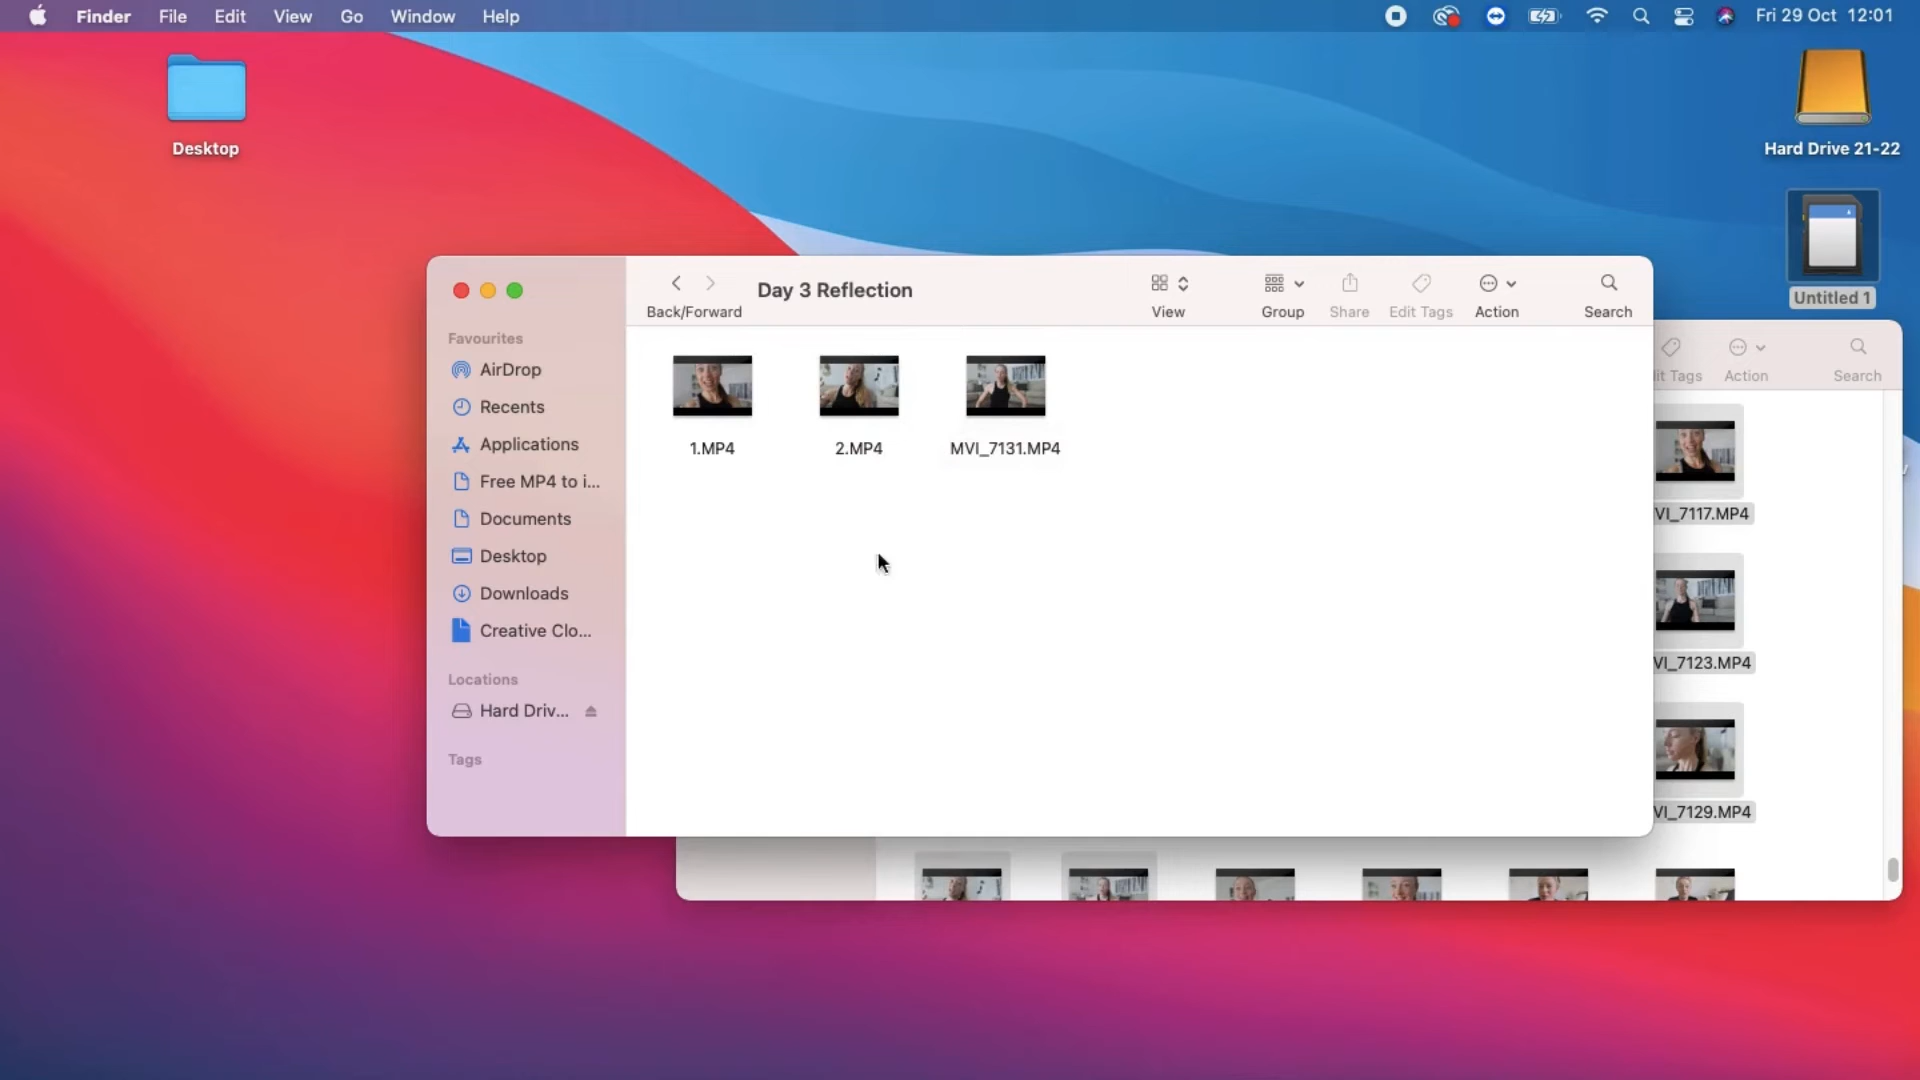 Finder File Edit View Go Window Help Fri 29 Oct 12:01
Desktop
Hard Drive 21-22
Untitled 1
Day 3 Reflection
Back/Forward View Group Share Edit Tags Action Search
Favourites
AirDrop
Recents
Applications
Free MP4 to i...
Documents
Desktop
Downloads
Creative Clo...
Locations
Hard Driv...
Tags
1.MP4 2.MP4 MVI_7131.MP4
it Tags Action Search
VI_7117.MP4
VI_7123.MP4
VI_7129.MP4